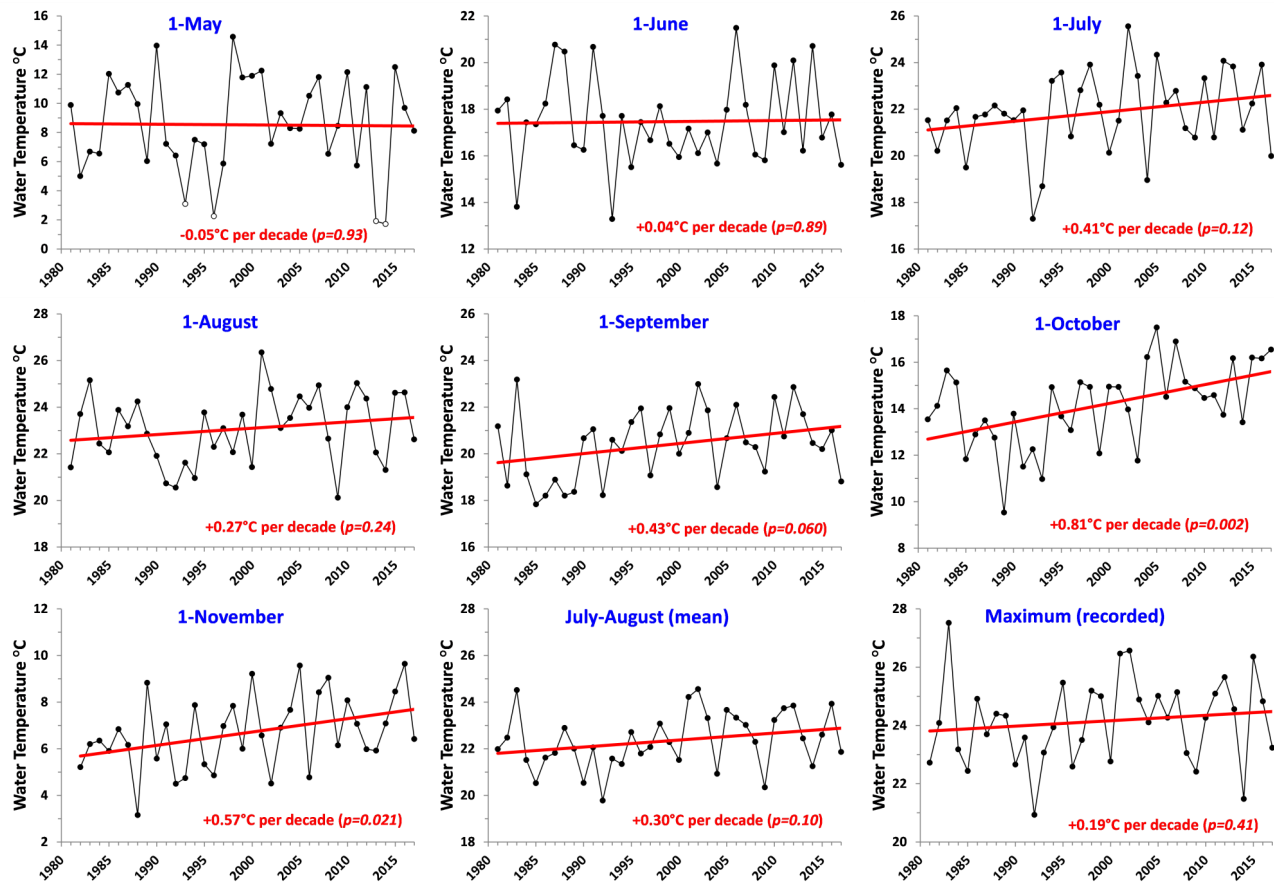 1-May
Water Temperature °C
16
14
12
10
8
6
4
2
0
-0.05°C per decade (p=0.93)
1980 1985 1990 1995 2000 2005 2010 2015
1-June
Water Temperature °C
22
20
18
16
14
12
+0.04°C per decade (p=0.89)
1980 1985 1990 1995 2000 2005 2010 2015
1-July
Water Temperature °C
26
24
22
20
18
16
+0.41°C per decade (p=0.12)
1980 1985 1990 1995 2000 2005 2010 2015
1-August
Water Temperature °C
28
26
24
22
20
18
+0.27°C per decade (p=0.24)
1980 1985 1990 1995 2000 2005 2010 2015
1-September
Water Temperature °C
26
24
22
20
18
16
+0.43°C per decade (p=0.060)
1980 1985 1990 1995 2000 2005 2010 2015
1-October
Water Temperature °C
18
16
14
12
10
8
+0.81°C per decade (p=0.002)
1980 1985 1990 1995 2000 2005 2010 2015
1-November
Water Temperature °C
12
10
8
6
4
2
+0.57°C per decade (p=0.021)
1980 1985 1990 1995 2000 2005 2010 2015
July-August (mean)
Water Temperature °C
28
26
24
22
20
18
+0.30°C per decade (p=0.10)
1980 1985 1990 1995 2000 2005 2010 2015
Maximum (recorded)
Water Temperature °C
28
26
24
22
20
+0.19°C per decade (p=0.41)
1980 1985 1990 1995 2000 2005 2010 2015